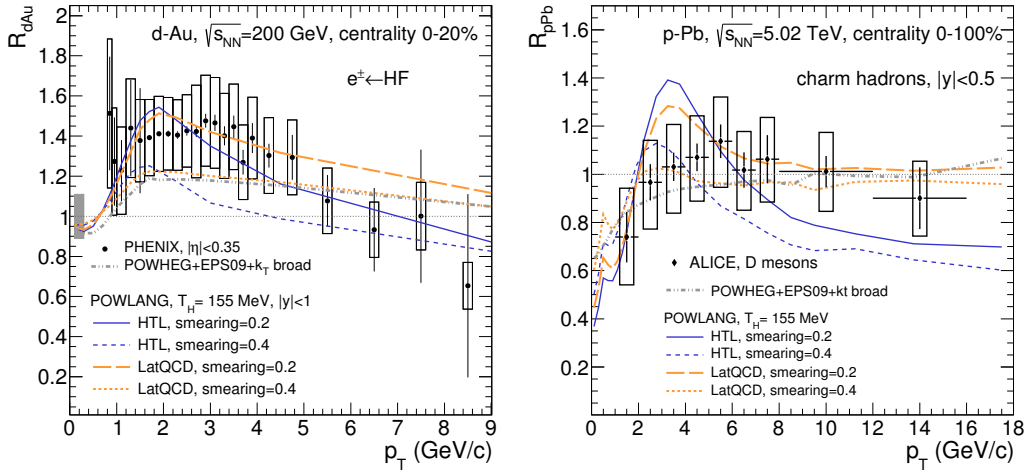 R_dAu
d-Au, √s_NN=200 GeV, centrality 0-20%
e±←HF
2
1.8
1.6
1.4
1.2
1
0.8
0.6
0.4
0.2
PHENIX, |η|<0.35
POWHEG+EPS09+k_T broad
POWLANG, T_H= 155 MeV, |y|<1
HTL, smearing=0.2
HTL, smearing=0.4
LatQCD, smearing=0.2
LatQCD, smearing=0.4
0 1 2 3 4 5 6 7 8 9
p_T (GeV/c)
R_pPb
p-Pb, √s_NN=5.02 TeV, centrality 0-100%
charm hadrons, |y|<0.5
1.6
1.4
1.2
1.0
0.8
0.6
0.4
0.2
0.0
ALICE, D mesons
POWHEG+EPS09+kt broad
POWLANG, T_H= 155 MeV
HTL, smearing=0.2
HTL, smearing=0.4
LatQCD, smearing=0.2
LatQCD, smearing=0.4
0 2 4 6 8 10 12 14 16 18
p_T (GeV/c)